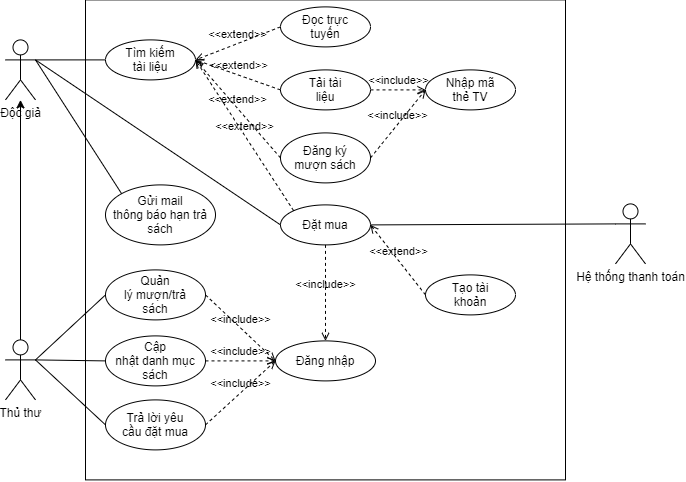 Đọc trực
tuyến
<<extend>>
Tìm kiếm
tài liệu
<<extend>>
Tải tài
liệu
<<include>>
Nhập mã
thẻ TV
Độc giả
<<extend>>
<<include>>
<<extend>>
Đăng ký
mượn sách
Gửi mail
thông báo hạn trả
sách
Đặt mua
<<extend>>
Hệ thống thanh toán
Quản
lý mượn/trả
sách
<<include>>
Tạo tài
khoản
<<include>>
Cập
nhật danh mục
sách
<<include>>
Đăng nhập
<<include>>
Thủ thư
Trả lời yêu
cầu đặt mua